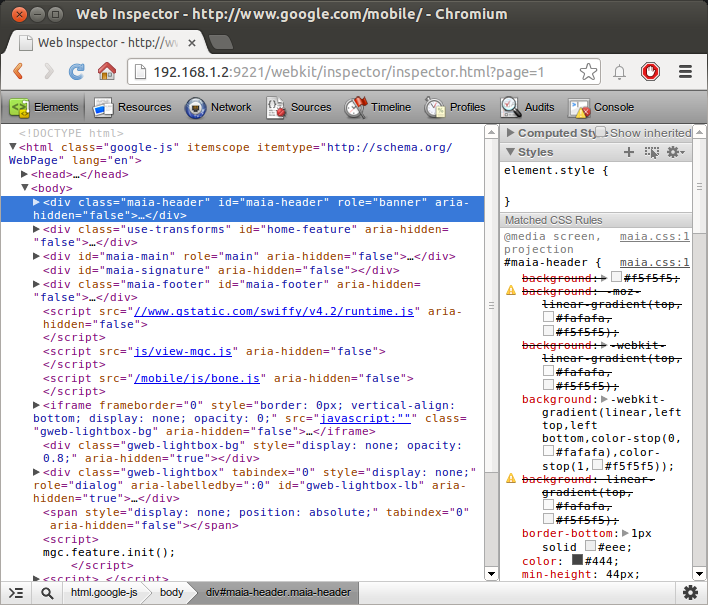 Web Inspector - http://www.google.com/mobile/ - Chromium
Web Inspector - http://w
192.168.1.2:9221/webkit/inspector/inspector.html?page=1
Elements Resources Network Sources Timeline Profiles Audits Console
<!DOCTYPE html>
▼<html class="google-js" itemscope itemtype="http://schema.org/
WebPage" lang="en">
▶<head>…</head>
▼<body>
▶<div class="maia-header" id="maia-header" role="banner" aria-
hidden="false">…</div>
▶<div class="use-transforms" id="home-feature" aria-hidden=
"false">…</div>
▶<div id="maia-main" role="main" aria-hidden="false">…</div>
<div id="maia-signature" aria-hidden="false"></div>
▶<div class="maia-footer" id="maia-footer" aria-hidden=
"false">…</div>
<script src="//www.gstatic.com/swiffy/v4.2/runtime.js" aria-
hidden="false">
</script>
<script src="js/view-mgc.js" aria-hidden="false">
</script>
<script src="/mobile/js/bone.js" aria-hidden="false">
</script>
▶<iframe frameborder="0" style="border: 0px; vertical-align:
bottom; display: none; opacity: 0;" src="javascript:""" class=
"gweb-lightbox-bg" aria-hidden="false">…</iframe>
<div class="gweb-lightbox-bg" style="display: none; opacity:
0.8;" aria-hidden="true"></div>
▶<div class="gweb-lightbox" tabindex="0" style="display: none;"
role="dialog" aria-labelledby=":0" id="gweb-lightbox-lb" aria-
hidden="true">…</div>
<span style="display: none; position: absolute;" tabindex="0"
aria-hidden="true"></span>
<script>
mgc.feature.init();
</script>
▶<script>…</script>
▶ Computed Style Show inherited
▼ Styles
element.style {
}
Matched CSS Rules
@media screen, maia.css:1
projection
#maia-header { maia.css:1
background:▶ #f5f5f5;
background: -moz-
linear-gradient(top,
#fafafa,
#f5f5f5);
background:▶-webkit-
linear-gradient(top,
#fafafa,
#f5f5f5);
background:▶-webkit-
gradient(linear,left
top,left
bottom,color-stop(0,
#fafafa),color-
stop(1, #f5f5f5));
background: linear-
gradient(top,
#fafafa,
#f5f5f5);
border-bottom:▶1px
solid #eee;
color: #444;
min-height: 44px;
html.google-js body div#maia-header.maia-header